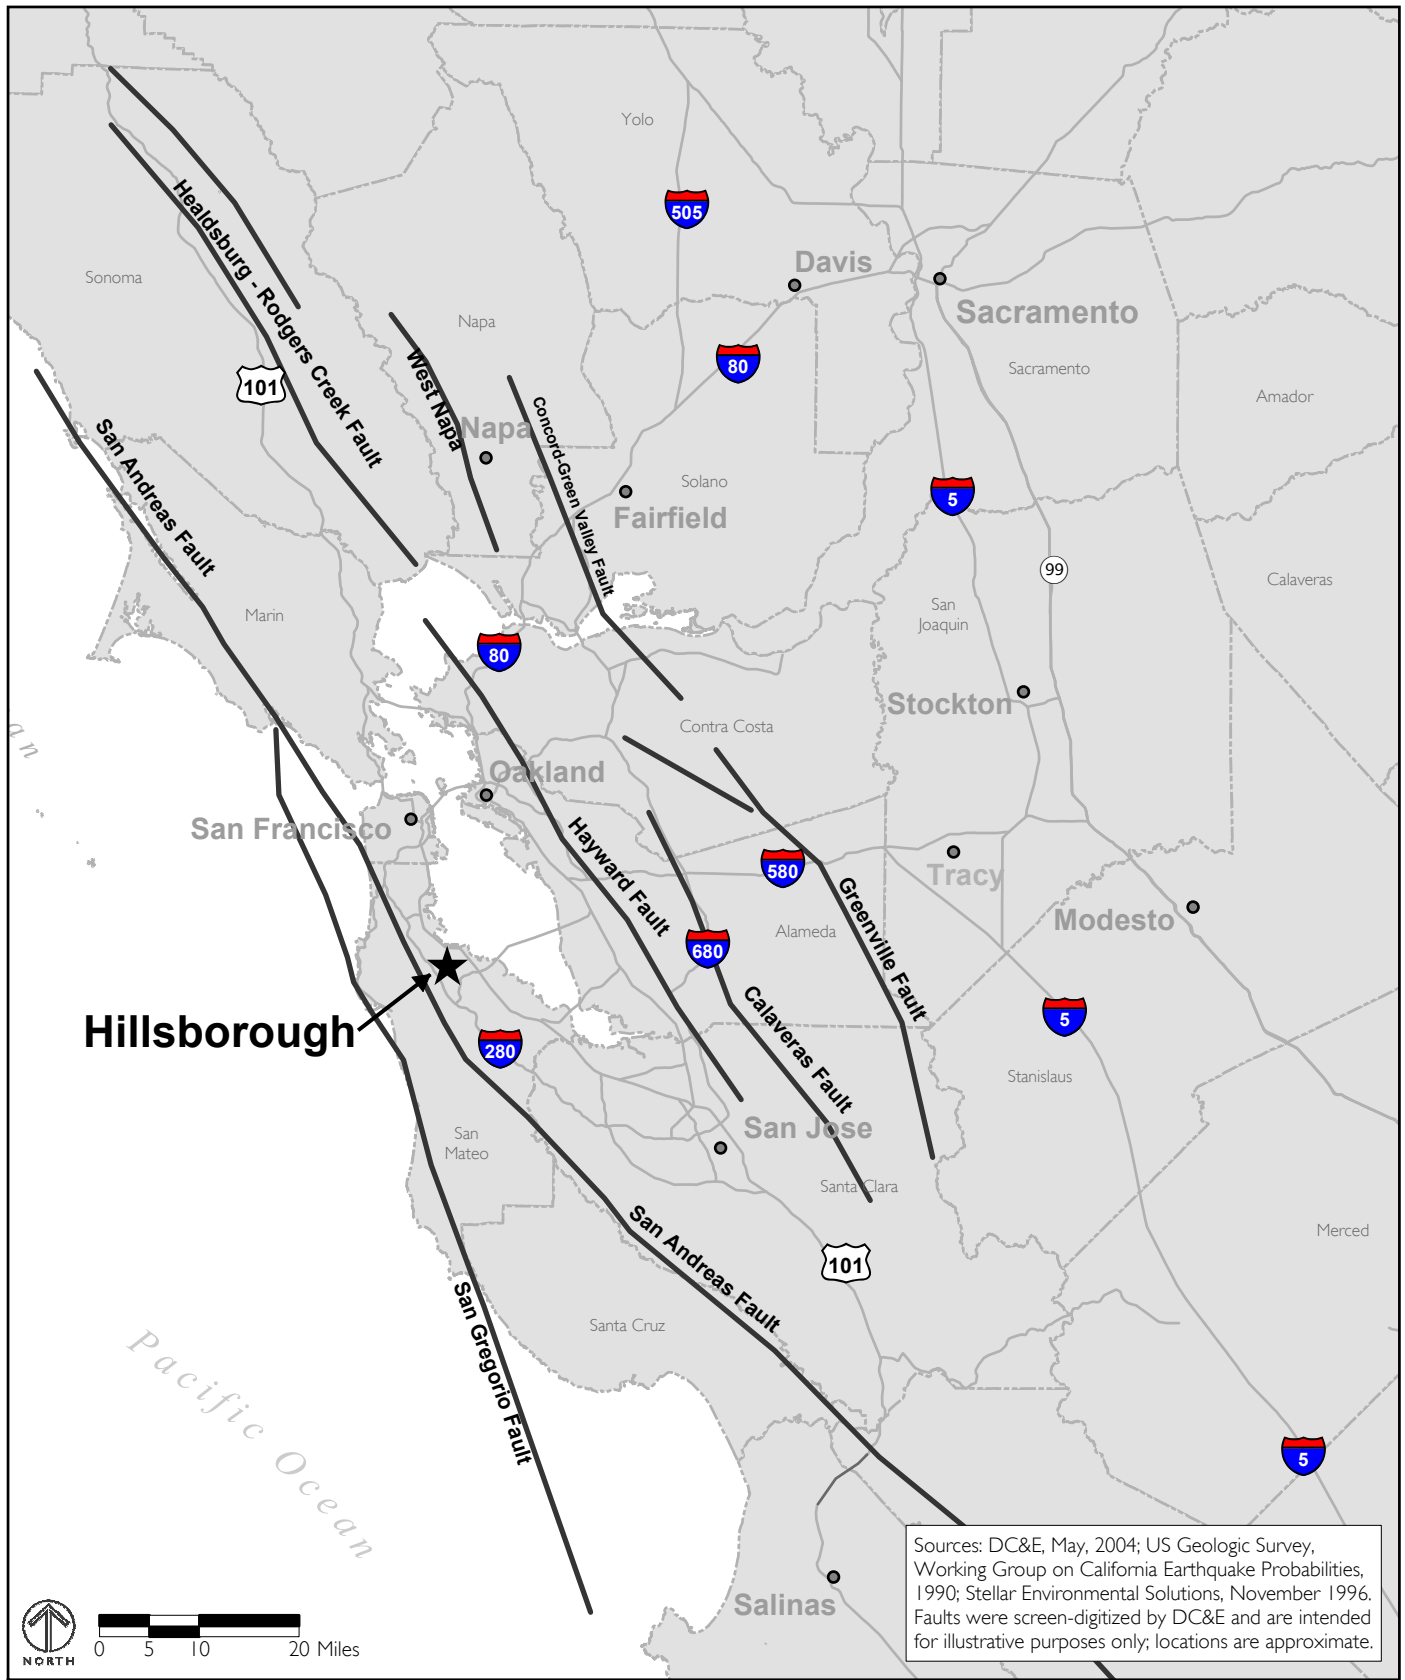 Yolo
505
Healdsburg - Rodgers Creek Fault
Davis
Sonoma
Sacramento
Napa
80
Sacramento
West Napa
101
Amador
Concord-Green Valley Fault
San Andreas Fault
Napa
Solano
5
Fairfield
99
Calaveras
Marin
San
Joaquin
80
Stockton
Contra Costa
an
Oakland
San Francisco
Hayward Fault
580
Tracy
Greenville Fault
Modesto
Alameda
680
Hillsborough
Calaveras Fault
5
280
Stanislaus
San Jose
San
Mateo
Santa Clara
San Andreas Fault
Merced
101
San Gregorio Fault
Santa Cruz
Pacific Ocean
5
Salinas
Sources: DC&E, May, 2004; US Geologic Survey,
Working Group on California Earthquake Probabilities,
1990; Stellar Environmental Solutions, November 1996.
Faults were screen-digitized by DC&E and are intended
for illustrative purposes only; locations are approximate.
NORTH
0 5 10 20 Miles